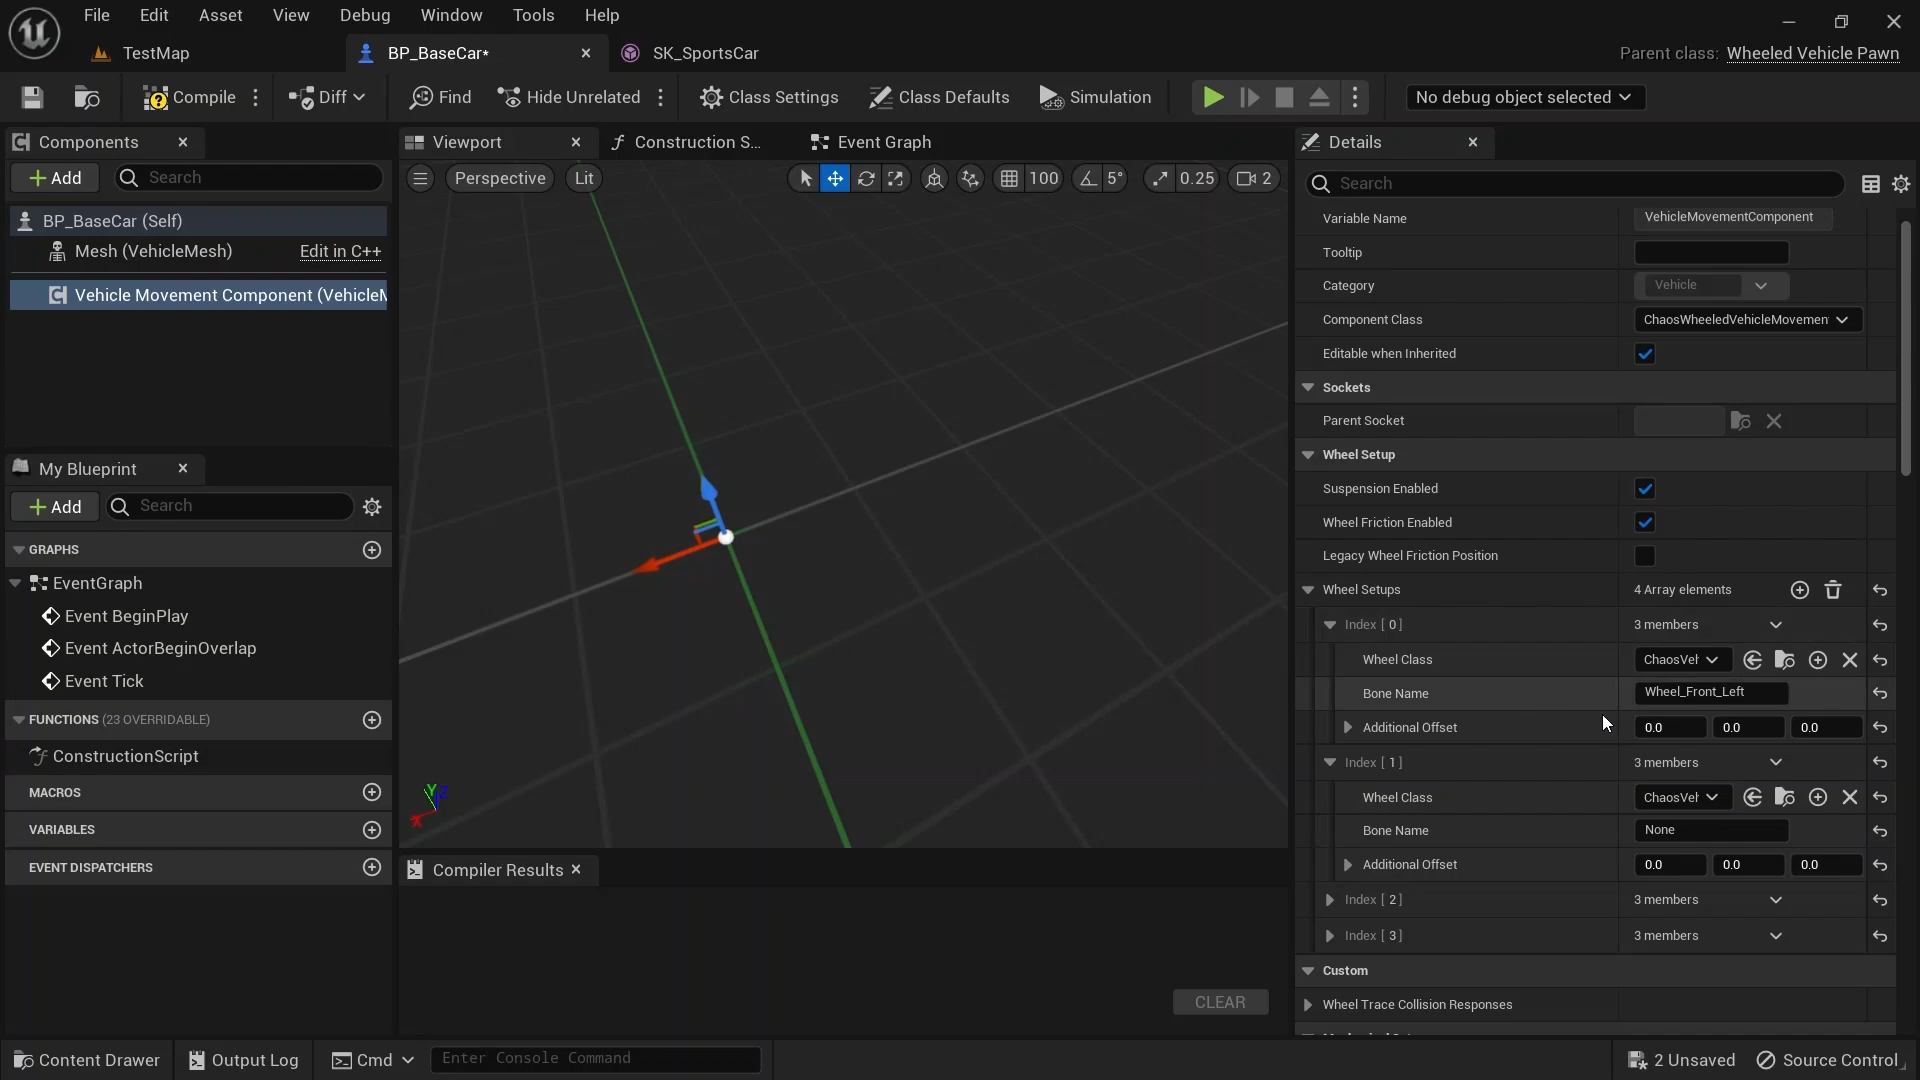 File Edit Asset View Debug Window Tools Help
TestMap BP_BaseCar* SK_SportsCar Parent class: Wheeled Vehicle Pawn
Compile Diff Find Hide Unrelated Class Settings Class Defaults Simulation No debug object selected
Components
Add Search
BP_BaseCar (Self)
Mesh (VehicleMesh) Edit in C++
Vehicle Movement Component (VehicleM
My Blueprint
Add Search
GRAPHS
EventGraph
Event BeginPlay
Event ActorBeginOverlap
Event Tick
FUNCTIONS (23 OVERRIDABLE)
ConstructionScript
MACROS
VARIABLES
EVENT DISPATCHERS
Viewport Construction S... Event Graph
Perspective Lit 100 5° 0.25 2
Y Z
X
Compiler Results
CLEAR
Details
Search
Variable Name VehicleMovementComponent
Tooltip
Category Vehicle
Component Class ChaosWheeledVehicleMovemen
Editable when Inherited
Sockets
Parent Socket
Wheel Setup
Suspension Enabled
Wheel Friction Enabled
Legacy Wheel Friction Position
Wheel Setups 4 Array elements
Index [ 0 ] 3 members
Wheel Class ChaosVeh
Bone Name Wheel_Front_Left
Additional Offset 0.0 0.0 0.0
Index [ 1 ] 3 members
Wheel Class ChaosVeh
Bone Name None
Additional Offset 0.0 0.0 0.0
Index [ 2 ] 3 members
Index [ 3 ] 3 members
Custom
Wheel Trace Collision Responses
Content Drawer Output Log Cmd Enter Console Command 2 Unsaved Source Control